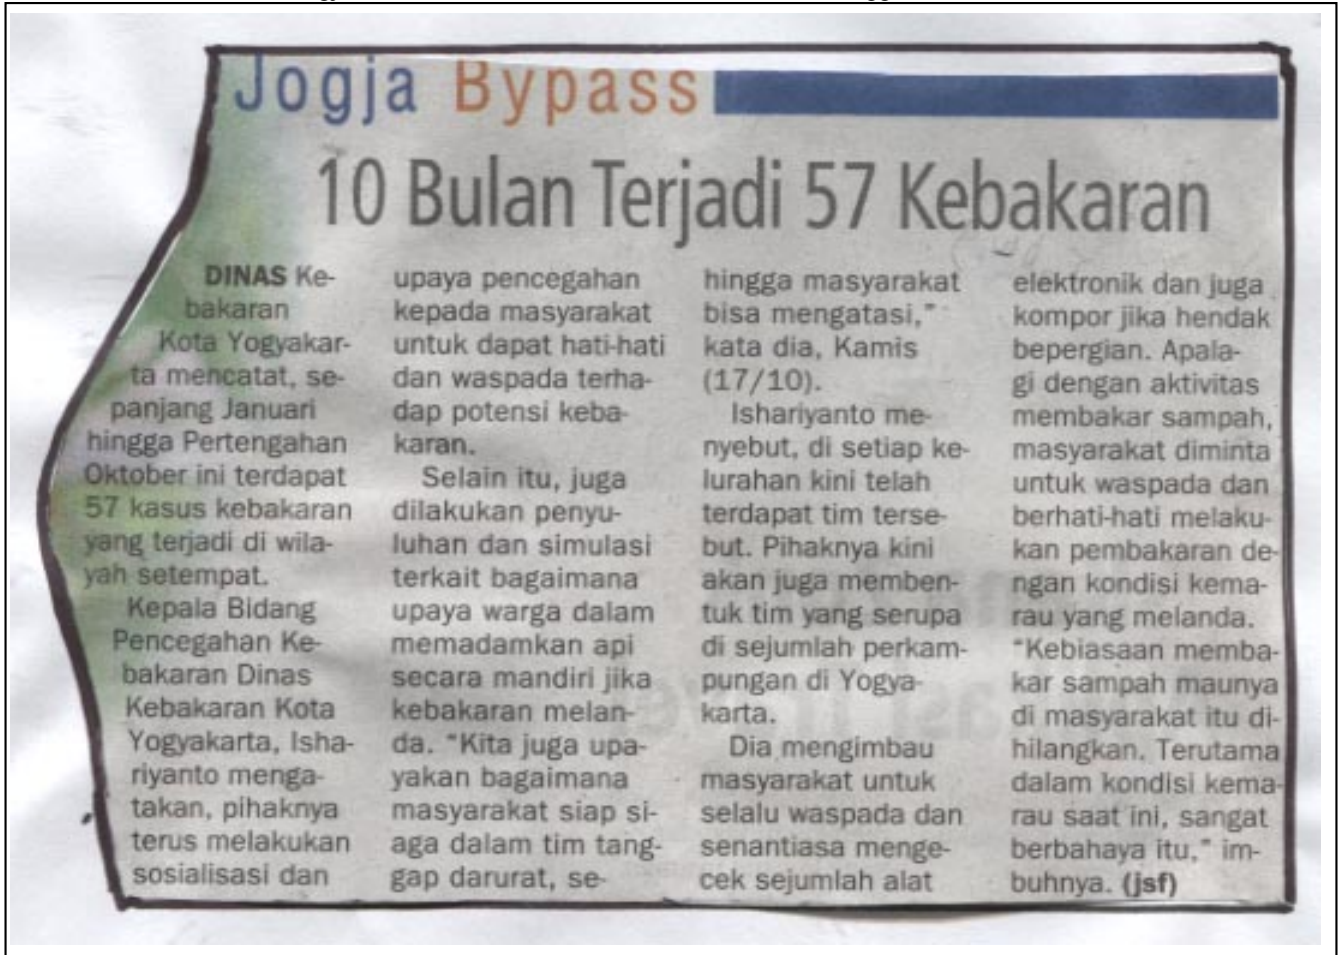 Jogja Bypass
10 Bulan Terjadi 57 Kebakaran
DINAS Ke-
bakaran
Kota Yogyakar-
ta mencatat, se-
panjang Januari
hingga Pertengahan
Oktober ini terdapat
57 kasus kebakaran
yang terjadi di wila-
yah setempat.
Kepala Bidang
Pencegahan Ke-
bakaran Dinas
Kebakaran Kota
Yogyakarta, Isha-
riyanto menga-
takan, pihaknya
terus melakukan
sosialisasi dan
upaya pencegahan
kepada masyarakat
untuk dapat hati-hati
dan waspada terha-
dap potensi keba-
karan.
Selain itu, juga
dilakukan penyu-
luhan dan simulasi
terkait bagaimana
upaya warga dalam
memadamkan api
secara mandiri jika
kebakaran melan-
da. "Kita juga upa-
yakan bagaimana
masyarakat siap si-
aga dalam tim tang-
gap darurat, se-
hingga masyarakat
bisa mengatasi,"
kata dia, Kamis
(17/10).
Ishariyanto me-
nyebut, di setiap ke-
lurahan kini telah
terdapat tim terse-
but. Pihaknya kini
akan juga memben-
tuk tim yang serupa
di sejumlah perkam-
pungan di Yogya-
karta.
Dia mengimbau
masyarakat untuk
selalu waspada dan
senantiasa menge-
cek sejumlah alat
elektronik dan juga
kompor jika hendak
bepergian. Apala-
gi dengan aktivitas
membakar sampah,
masyarakat diminta
untuk waspada dan
berhati-hati melaku-
kan pembakaran de-
ngan kondisi kema-
rau yang melanda.
"Kebiasaan memba-
kar sampah maunya
di masyarakat itu di-
hilangkan. Terutama
dalam kondisi kema-
rau saat ini, sangat
berbahaya itu," im-
buhnya. (jsf)